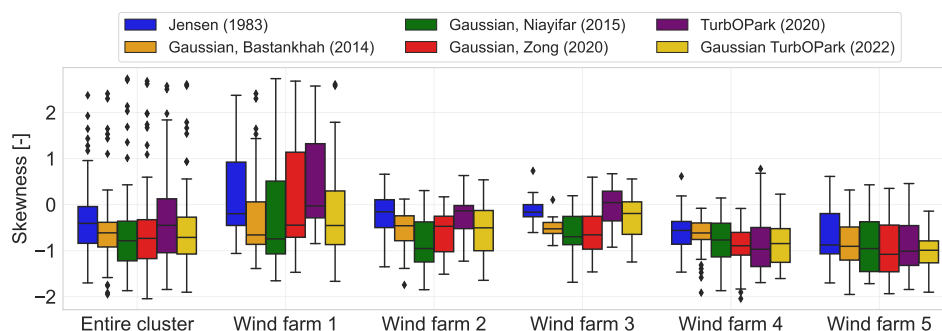 Jensen (1983) Gaussian, Niayifar (2015) TurbOPark (2020)
Gaussian, Bastankhah (2014) Gaussian, Zong (2020) Gaussian TurbOPark (2022)
Skewness [-]
2
1
0
−1
−2
Entire cluster Wind farm 1 Wind farm 2 Wind farm 3 Wind farm 4 Wind farm 5